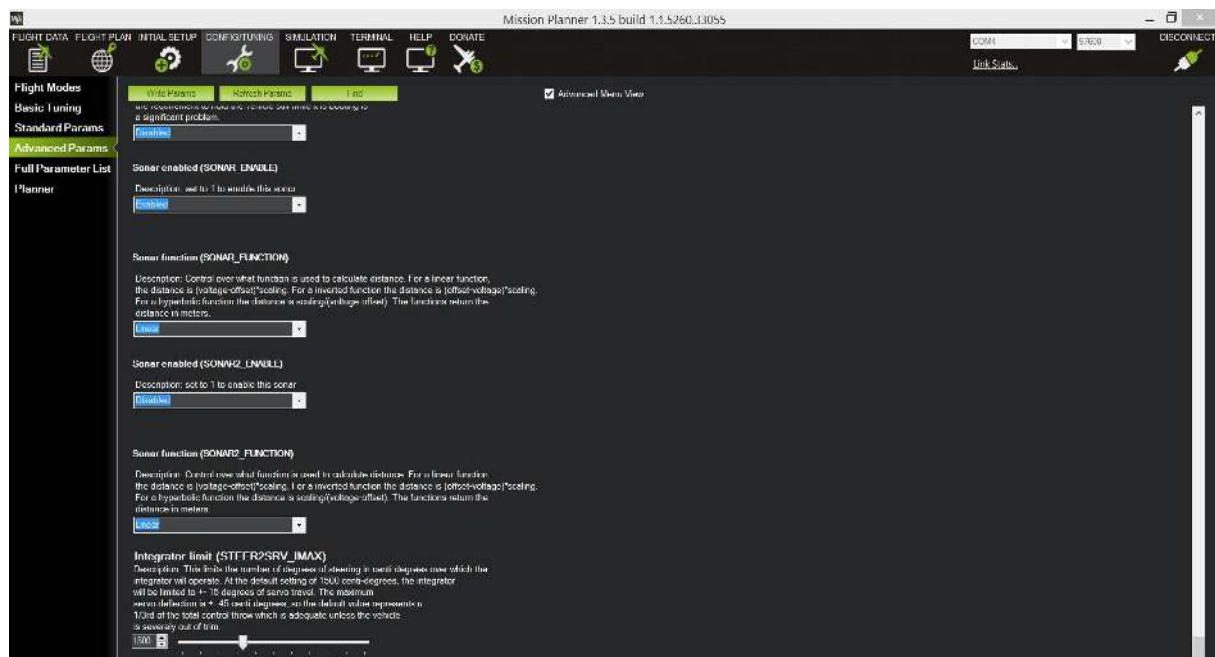 Mission Planner 1.3.5 build 1.1.5260.33055
FLIGHT DATA FLIGHT PLAN INITIAL SETUP CONFIG/TUNING SIMULATION TERMINAL HELP DONATE
COM4 57600 DISCONNECT
Link Stats...
Flight Modes
Basic Tuning
Standard Params
Advanced Params
Full Parameter List
Planner
Write Params Refresh Params Find Advanced Menu View
the requirement to hold the vehicle still while it is booting is
a significant problem.
Disabled
Sonar enabled (SONAR_ENABLE)
Description: set to 1 to enable this sonar
Enabled
Sonar function (SONAR_FUNCTION)
Description: Control over what function is used to calculate distance. For a linear function,
the distance is (voltage-offset)*scaling. For a inverted function the distance is (offset-voltage)*scaling.
For a hyperbolic function the distance is scaling/(voltage-offset). The functions return the
distance in meters.
Linear
Sonar enabled (SONAR2_ENABLE)
Description: set to 1 to enable this sonar
Disabled
Sonar function (SONAR2_FUNCTION)
Description: Control over what function is used to calculate distance. For a linear function,
the distance is (voltage-offset)*scaling. For a inverted function the distance is (offset-voltage)*scaling.
For a hyperbolic function the distance is scaling/(voltage-offset). The functions return the
distance in meters.
Linear
Integrator limit (STEER2SRV_IMAX)
Description: This limits the number of degrees of steering in centi-degrees over which the
integrator will operate. At the default setting of 1500 centi-degrees, the integrator
will be limited to +- 15 degrees of servo travel. The maximum
servo deflection is +- 45 centi-degrees, so the default value represents a
1/3rd of the total control throw which is adequate unless the vehicle
is severely out of trim.
1500